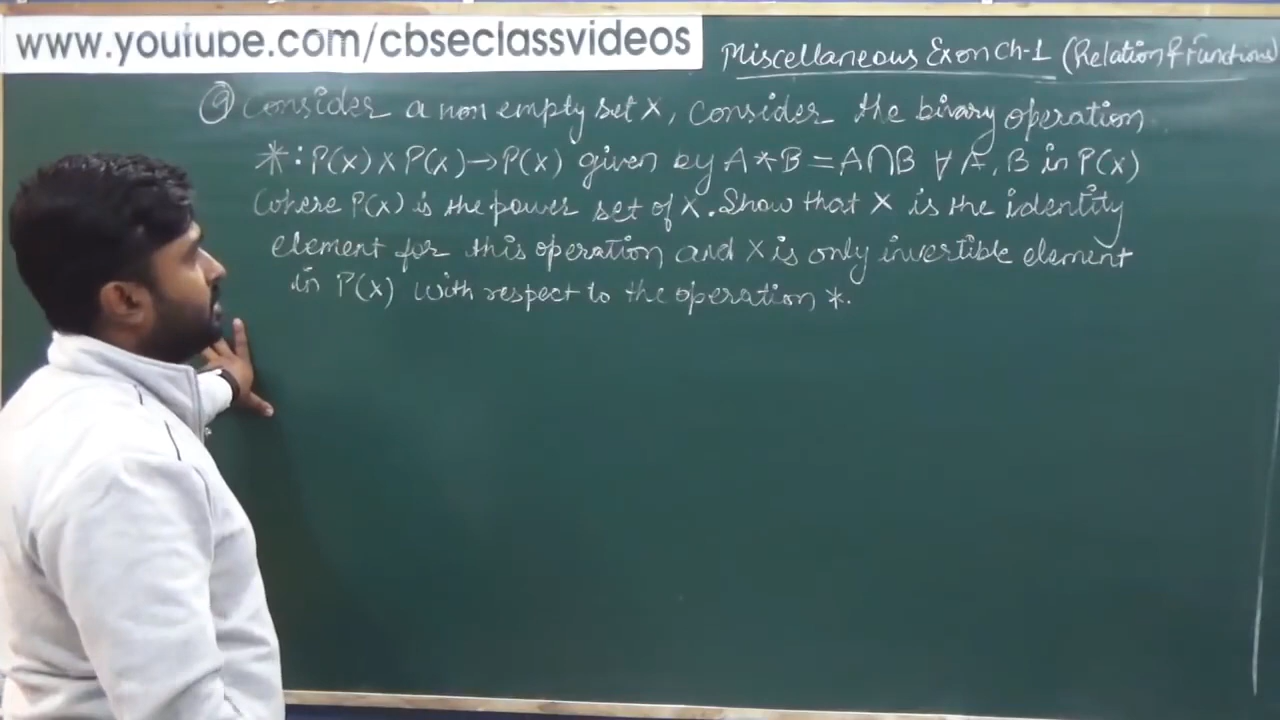 www.youtube.com/cbseclassvideos
Miscellaneous Ex on Ch-1 (Relation & Functions)
⑨ Consider a non empty set X, Consider the binary operation
* : P(X) X P(X) → P(X) given by A * B = A ∩ B ∀ A, B in P(X)
where P(X) is the power set of X. Show that X is the identity
element for this operation and X is only invertible element
in P(X) with respect to the operation *.